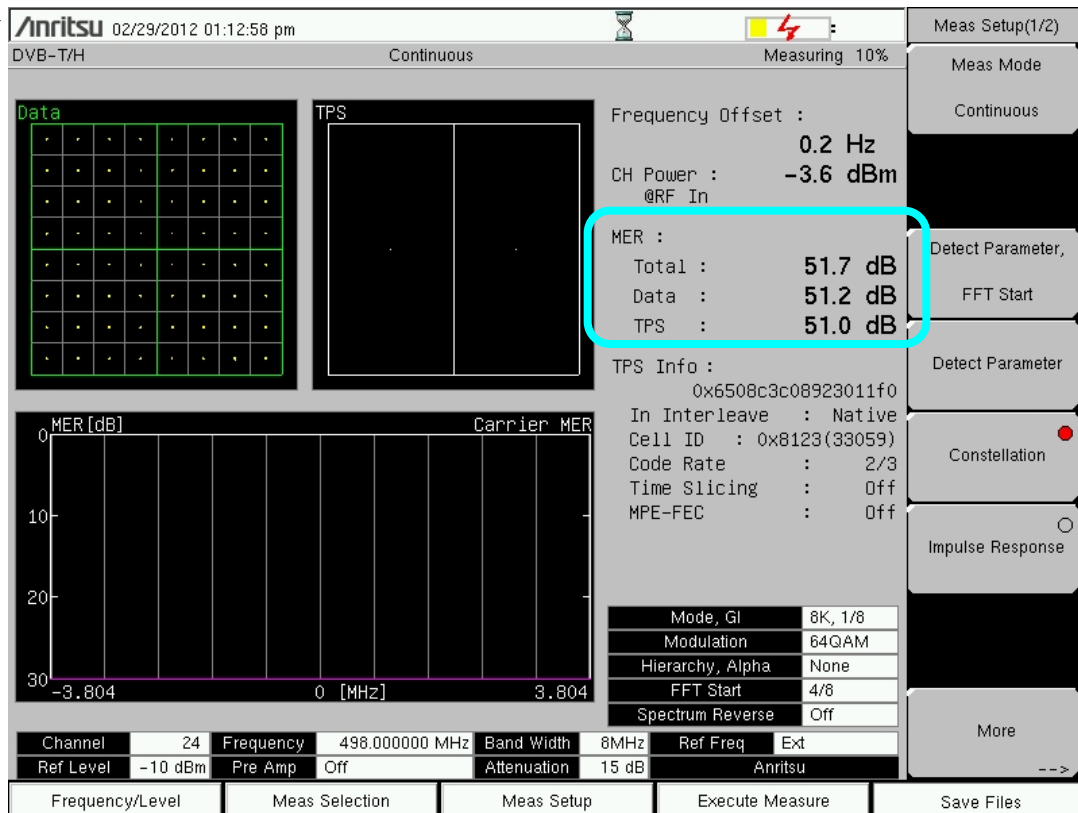 Anritsu 02/29/2012 01:12:58 pm
DVB-T/H Continuous Measuring 10%
Data
TPS
Frequency Offset :
0.2 Hz
CH Power : -3.6 dBm
@RF In
MER :
Total : 51.7 dB
Data : 51.2 dB
TPS : 51.0 dB
TPS Info :
0x6508c3c08923011f0
In Interleave : Native
Cell ID : 0x8123(33059)
Code Rate : 2/3
Time Slicing : Off
MPE-FEC : Off
MER[dB] Carrier MER
0
10
20
30
-3.804 0 [MHz] 3.804
Mode, GI 8K, 1/8
Modulation 64QAM
Hierarchy, Alpha None
FFT Start 4/8
Spectrum Reverse Off
Channel 24 Frequency 498.000000 MHz Band Width 8MHz Ref Freq Ext
Ref Level -10 dBm Pre Amp Off Attenuation 15 dB Anritsu
Meas Setup(1/2)
Meas Mode
Continuous
Detect Parameter,
FFT Start
Detect Parameter
Constellation
Impulse Response
More
-->
Frequency/Level Meas Selection Meas Setup Execute Measure Save Files